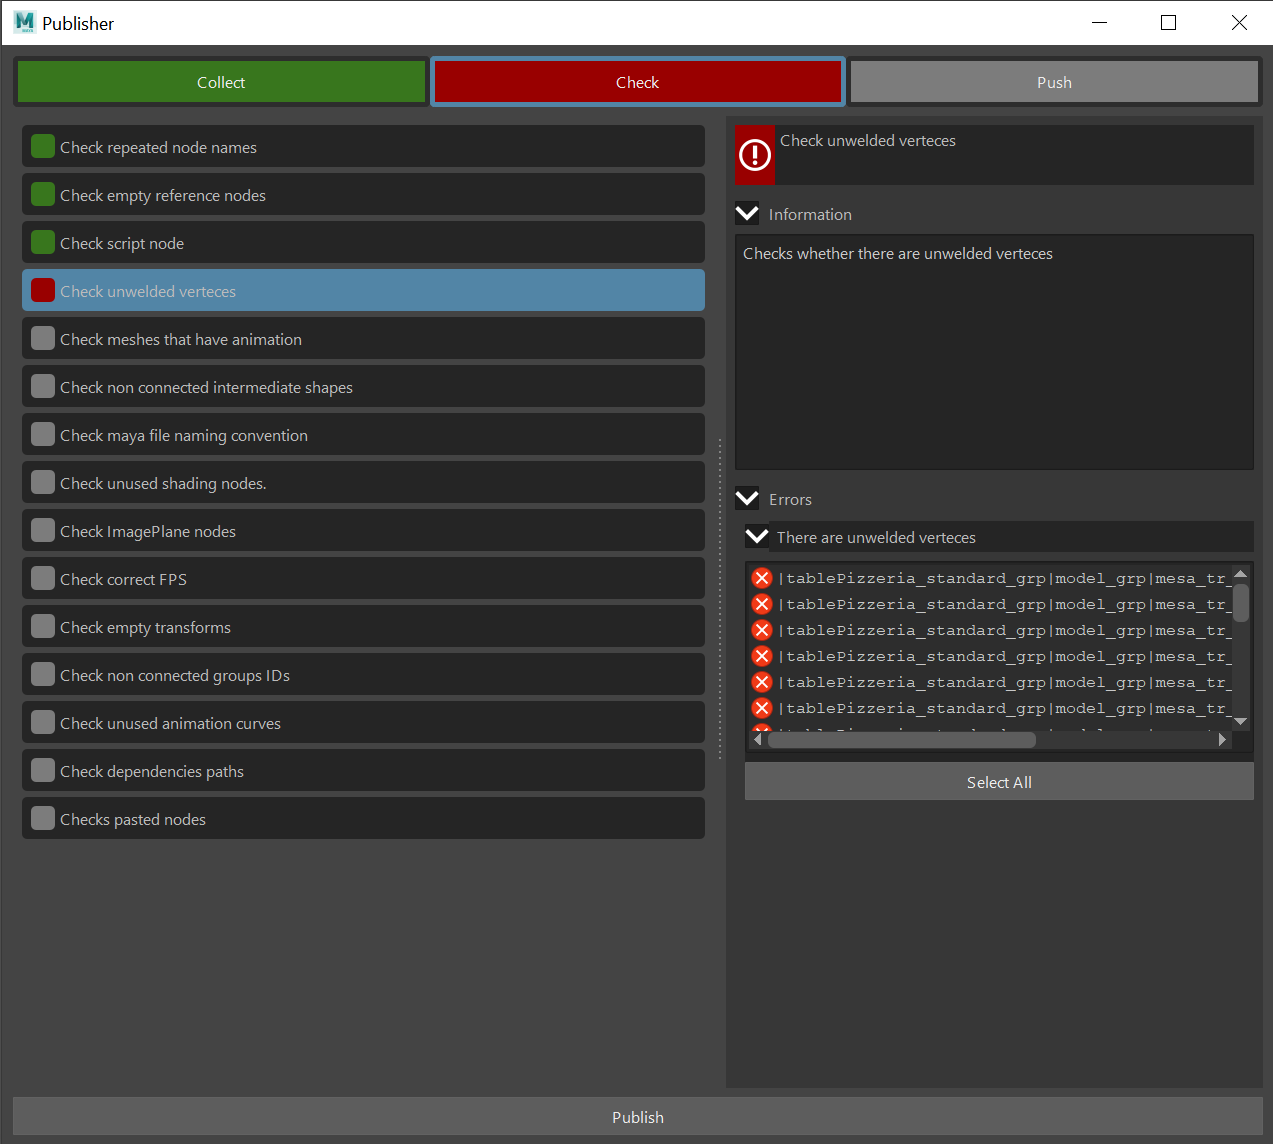 Publisher
Collect
Check
Push
Check repeated node names
Check empty reference nodes
Check script node
Check unwelded verteces
Check meshes that have animation
Check non connected intermediate shapes
Check maya file naming convention
Check unused shading nodes.
Check ImagePlane nodes
Check correct FPS
Check empty transforms
Check non connected groups IDs
Check unused animation curves
Check dependencies paths
Checks pasted nodes
Check unwelded verteces
Information
Checks whether there are unwelded verteces
Errors
There are unwelded verteces
|tablePizzeria_standard_grp|model_grp|mesa_tr_
|tablePizzeria_standard_grp|model_grp|mesa_tr_
|tablePizzeria_standard_grp|model_grp|mesa_tr_
|tablePizzeria_standard_grp|model_grp|mesa_tr_
|tablePizzeria_standard_grp|model_grp|mesa_tr_
|tablePizzeria_standard_grp|model_grp|mesa_tr_
Select All
Publish